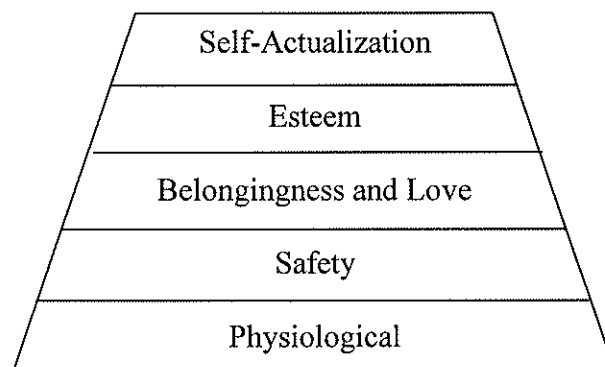 Self-Actualization
Esteem
Belongingness and Love
Safety
Physiological